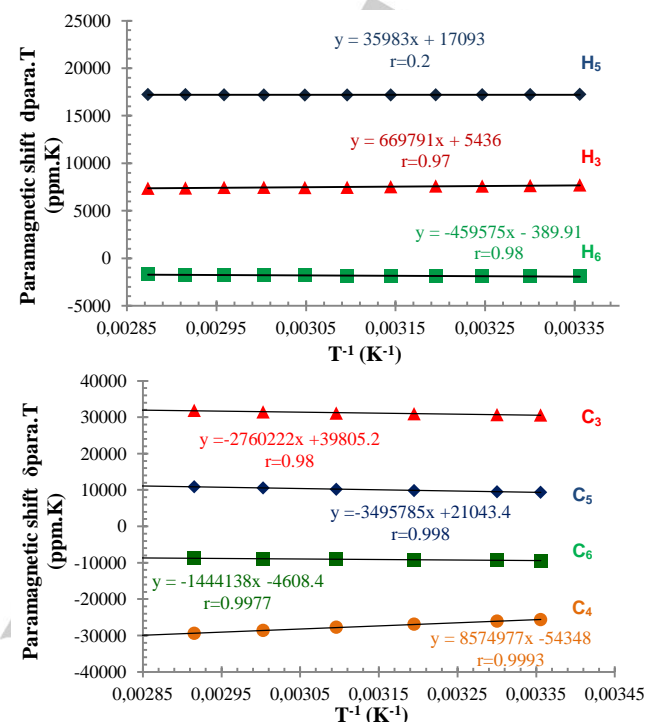 Paramagnetic shift dpara.T
(ppm.K)
25000
20000
15000
10000
5000
0
-5000
y = 35983x + 17093
r=0.2
H5
y = 669791x + 5436
r=0.97
H3
y = -459575x - 389.91
r=0.98
H6
0,00285 0,00295 0,00305 0,00315 0,00325 0,00335
T-1 (K-1)
Paramagnetic shift δpara.T
(ppm.K)
40000
30000
20000
10000
0
-10000
-20000
-30000
-40000
C3
y =-2760222x +39805.2
r=0.98
C5
y =-3495785x +21043.4
r=0.998
C6
y = -1444138x -4608.4
r=0.9977
C4
y = 8574977x -54348
r=0.9993
0,00285 0,00295 0,00305 0,00315 0,00325 0,00335 0,00345
T-1 (K-1)